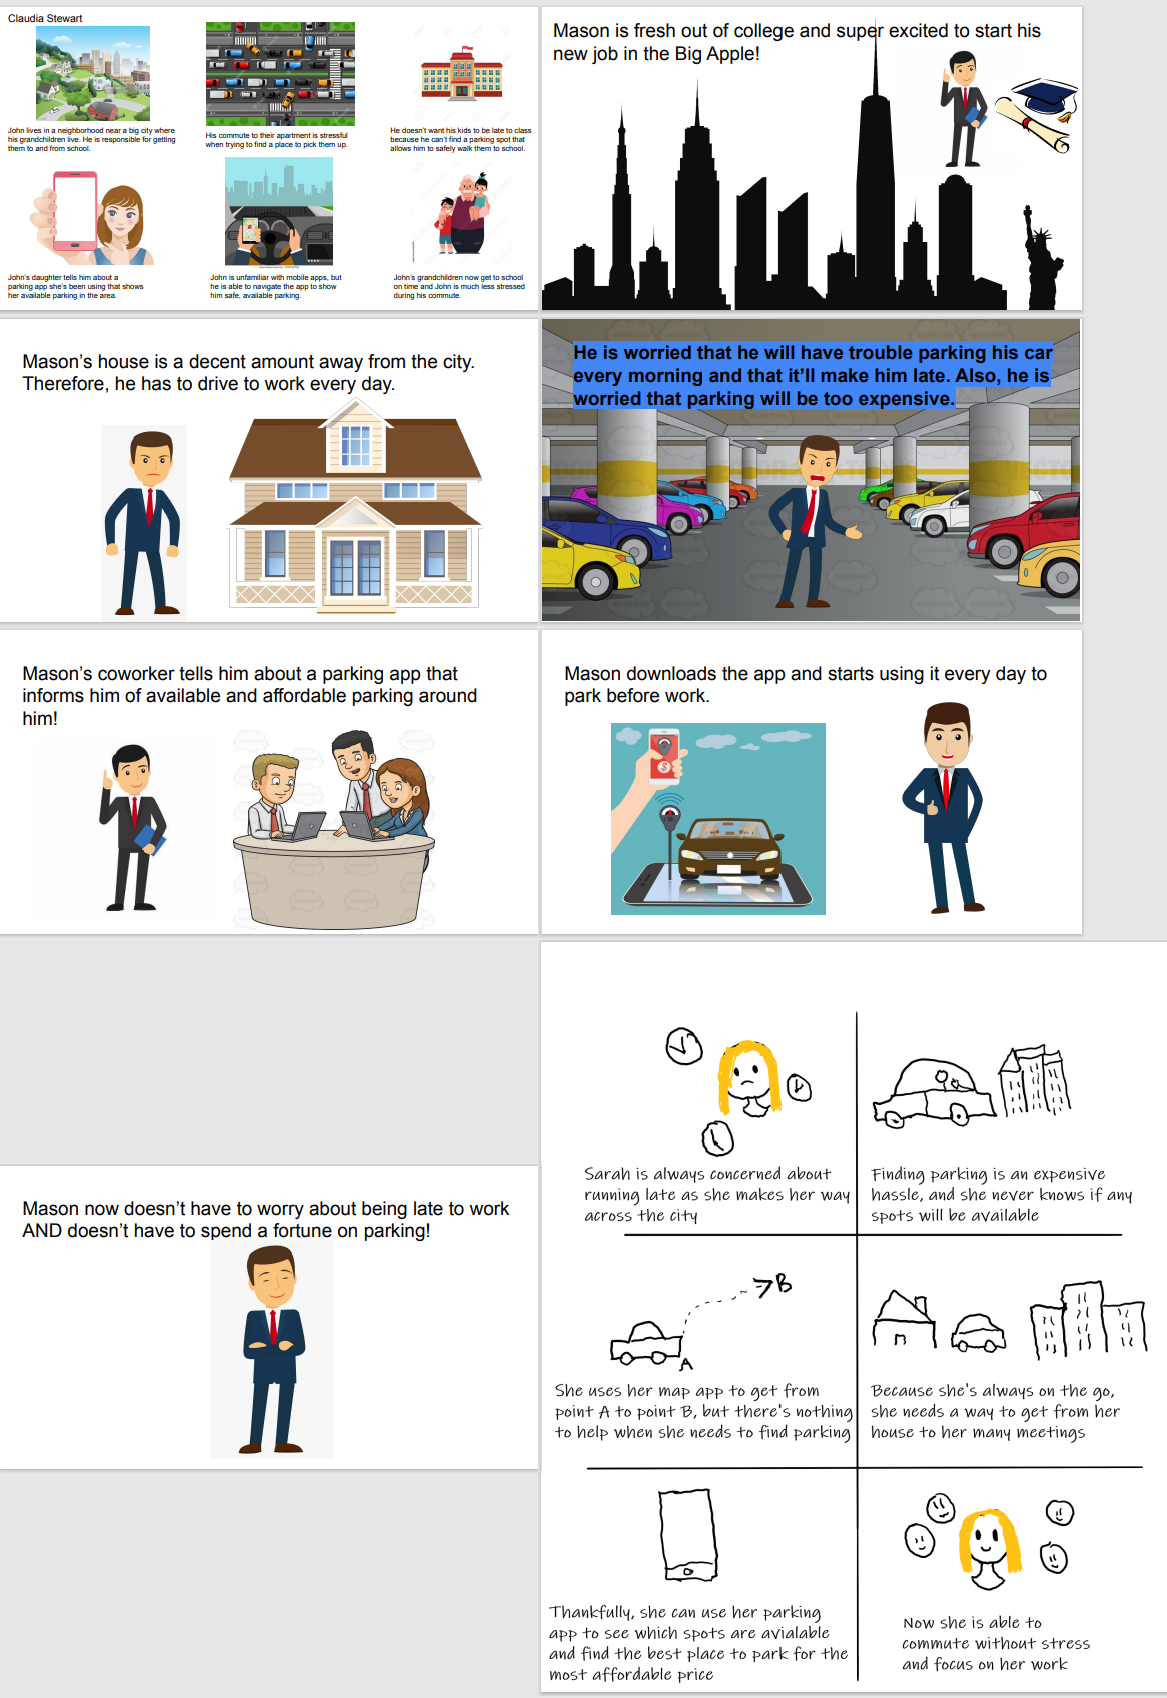 Claudia Stewart
John lives in a neighborhood near a big city where
his grandchildren live. He is responsible for getting
them to and from school.
His commute to their apartment is stressful
when trying to find a place to pick them up.
He doesn't want his kids to be late to class
because he can't find a parking spot that
allows him to safely walk them to school.
John's daughter tells him about a
parking app she's been using that shows
her available parking in the area.
John is unfamiliar with mobile apps, but
he is able to navigate the app to show
him safe, available parking.
John's grandchildren now get to school
on time and John is much less stressed
during his commute.
Mason is fresh out of college and super excited to start his
new job in the Big Apple!
Mason's house is a decent amount away from the city.
Therefore, he has to drive to work every day.
He is worried that he will have trouble parking his car
every morning and that it'll make him late. Also, he is
worried that parking will be too expensive.
Mason's coworker tells him about a parking app that
informs him of available and affordable parking around
him!
Mason downloads the app and starts using it every day to
park before work.
$
Mason now doesn't have to worry about being late to work
AND doesn't have to spend a fortune on parking!
Sarah is always concerned about
running late as she makes her way
across the city
Finding parking is an expensive
hassle, and she never knows if any
spots will be available
B
A
She uses her map app to get from
point A to point B, but there's nothing
to help when she needs to find parking
Because she's always on the go,
she needs a way to get from her
house to her many meetings
Thankfully, she can use her parking
app to see which spots are avialable
and find the best place to park for the
most affordable price
Now she is able to
commute without stress
and focus on her work